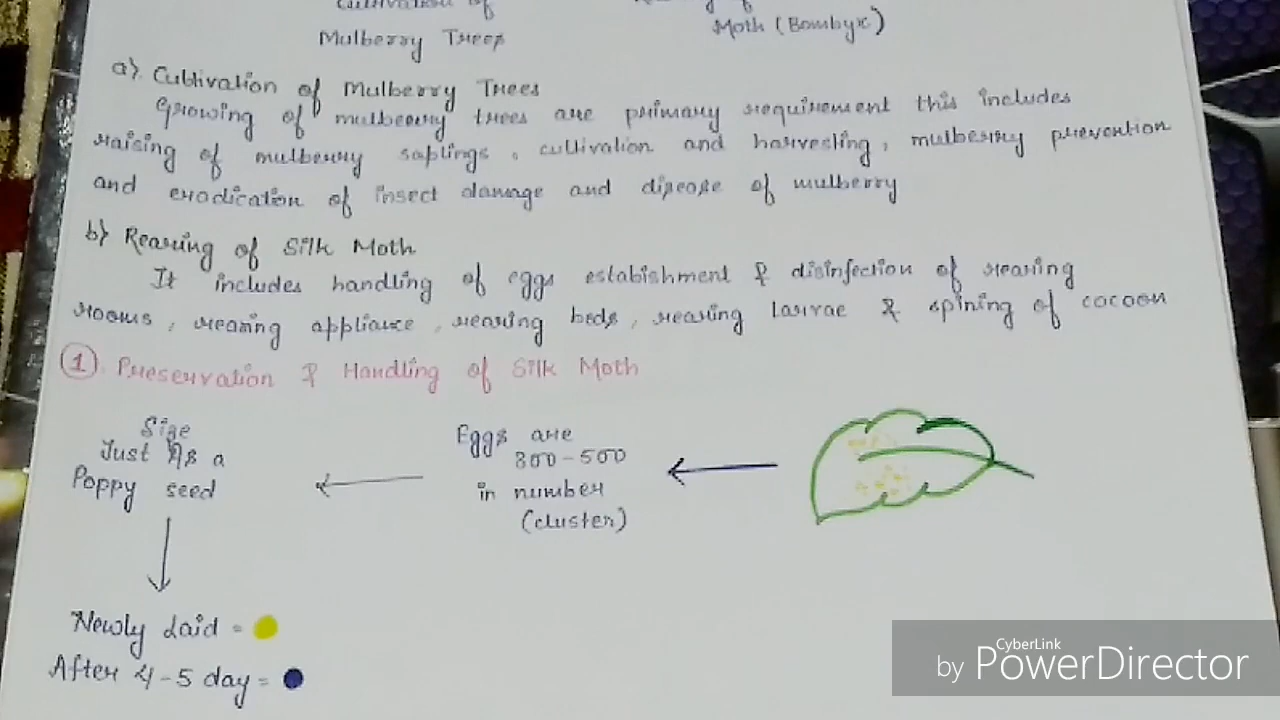 Cultivation of
Mulberry Trees
Moth (Bombyx)
a) Cultivation of Mulberry Trees
Growing of mulberry trees are primary requirement this includes
raising of mulberry saplings, cultivation and harvesting, mulberry prevention
and eradication of insect damage and disease of mulberry
b) Rearing of Silk Moth
It includes handling of eggs estabishment & disinfection of rearing
rooms, rearing appliance, rearing beds, rearing larvae & spining of cocoon
1. Preservation & Handling of Silk Moth
Size
Just As a
Poppy seed
Eggs are
300-500
in number
(cluster)
Newly Laid =
After 4-5 day =
CyberLink
by PowerDirector